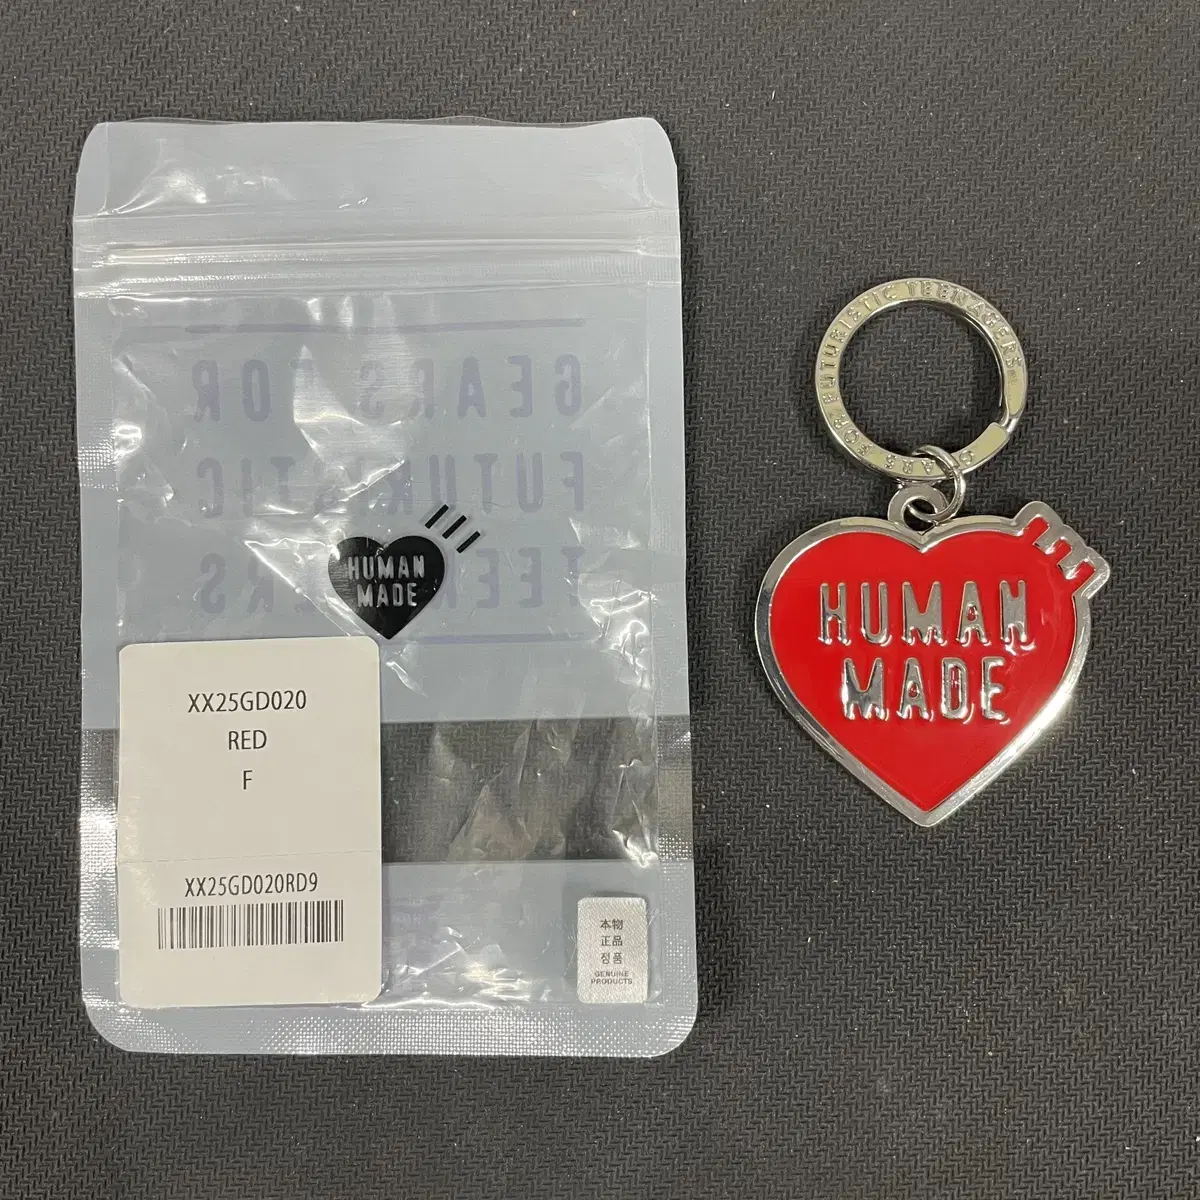 GEARS FOR
FUTURISTIC
TEENAGERS
HUMAN
MADE
XX25GD020
RED
F
XX25GD020RD9
本物
正品
정품
GENUINE
PRODUCTS
GEARS FOR FUTURISTIC TEENAGERS
HUMAN
MADE